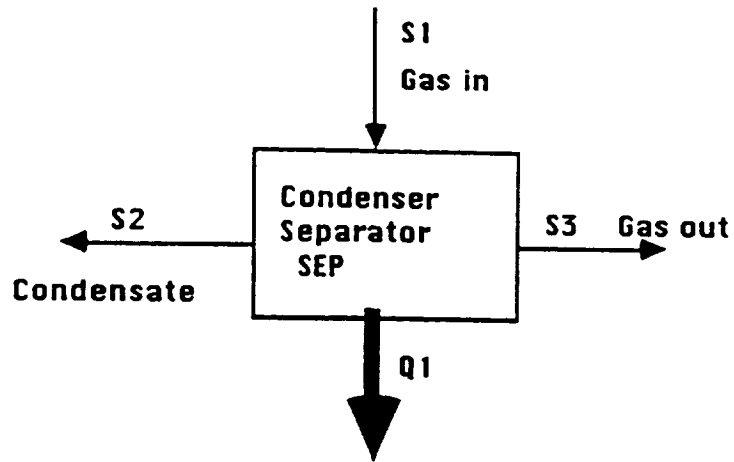 S1
Gas in
Condenser
Separator
SEP
S2
Condensate
S3 Gas out
Q1